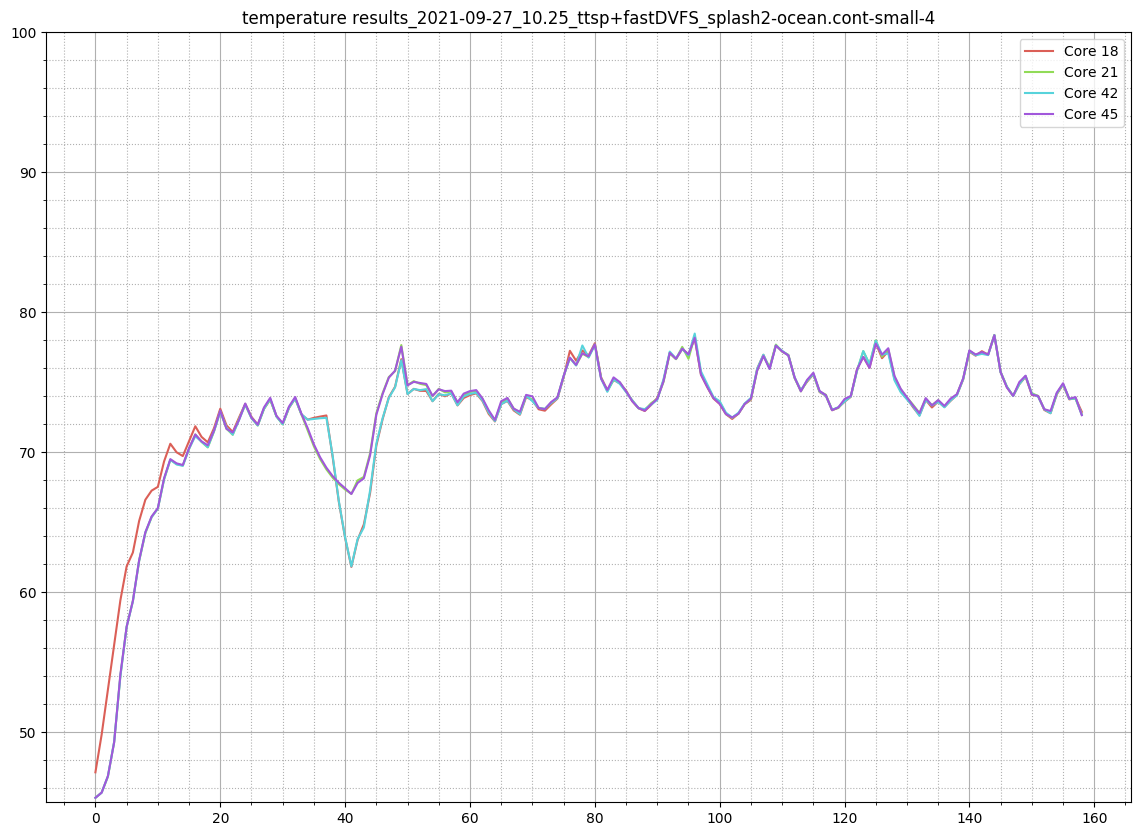 temperature results_2021-09-27_10.25_ttsp+fastDVFS_splash2-ocean.cont-small-4
100
90
80
70
60
50
Core 18
Core 21
Core 42
Core 45
0 20 40 60 80 100 120 140 160